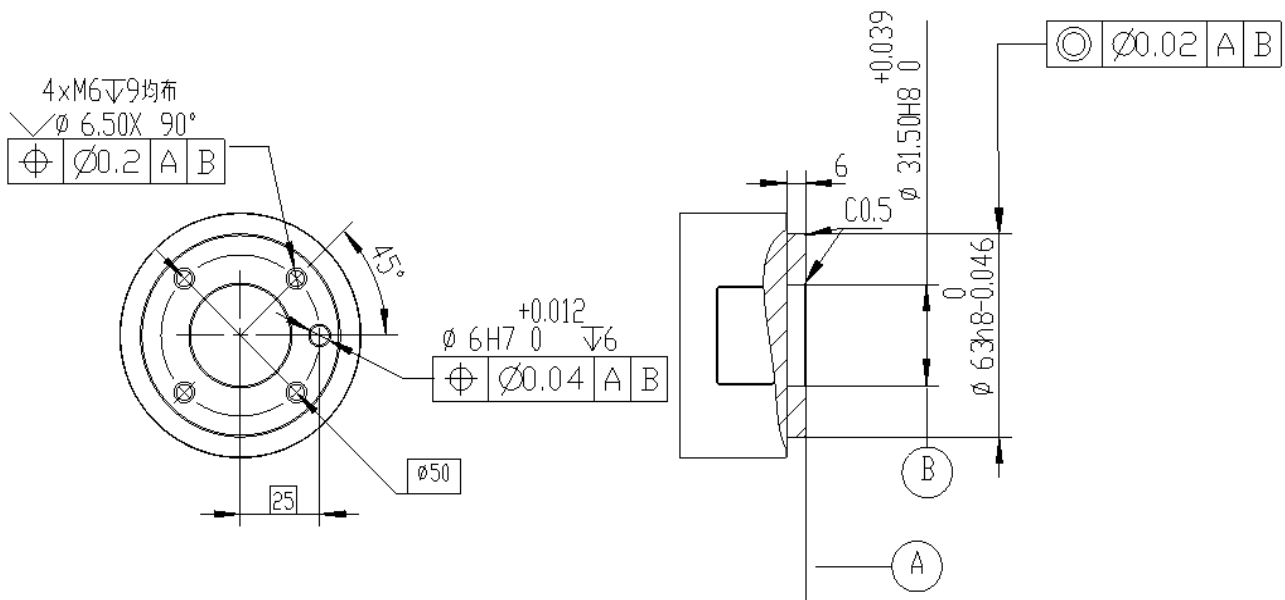 4xM6↧9均布
⌵ø 6.50X 90°
⌖ Ø0.2 A B
45°
+0.012
ø 6H7 0 ↧6
⌖ Ø0.04 A B
ø50
25
6
C0.5
+0.039
ø 31.50H8 0
◎ Ø0.02 A B
0
ø 63h8-0.046
B
A